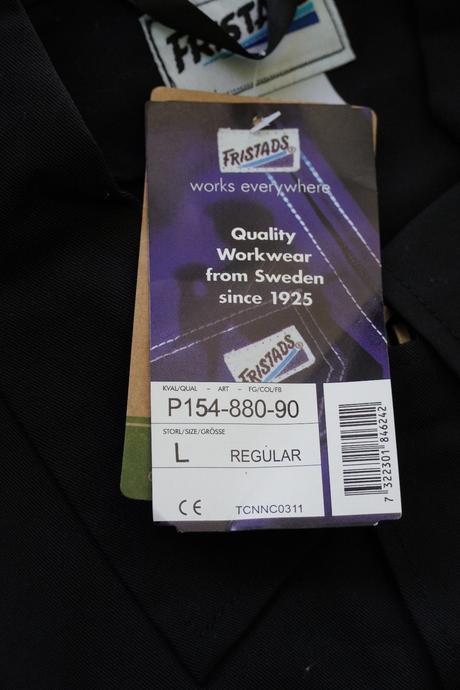 FRISTADS
FRISTADS
works everywhere
Quality
Workwear
from Sweden
since 1925
FRISTADS
KVAL/QUAL – ART – FG/COL/FB
P154-880-90
STORL/SIZE/GRÖSSE
L REGULAR
CE TCNNC0311
7 322301 846242